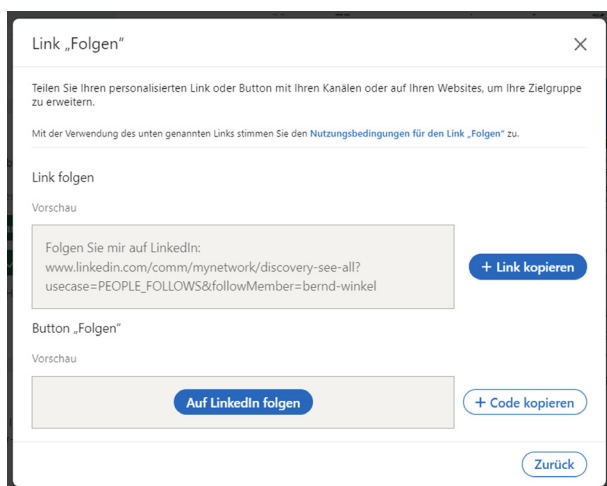 Link „Folgen"
Teilen Sie Ihren personalisierten Link oder Button mit Ihren Kanälen oder auf Ihren Websites, um Ihre Zielgruppe
zu erweitern.
Mit der Verwendung des unten genannten Links stimmen Sie den Nutzungsbedingungen für den Link „Folgen" zu.
Link folgen
Vorschau
Folgen Sie mir auf LinkedIn:
www.linkedin.com/comm/mynetwork/discovery-see-all?
usecase=PEOPLE_FOLLOWS&followMember=bernd-winkel
+ Link kopieren
Button „Folgen"
Vorschau
Auf LinkedIn folgen
+ Code kopieren
Zurück